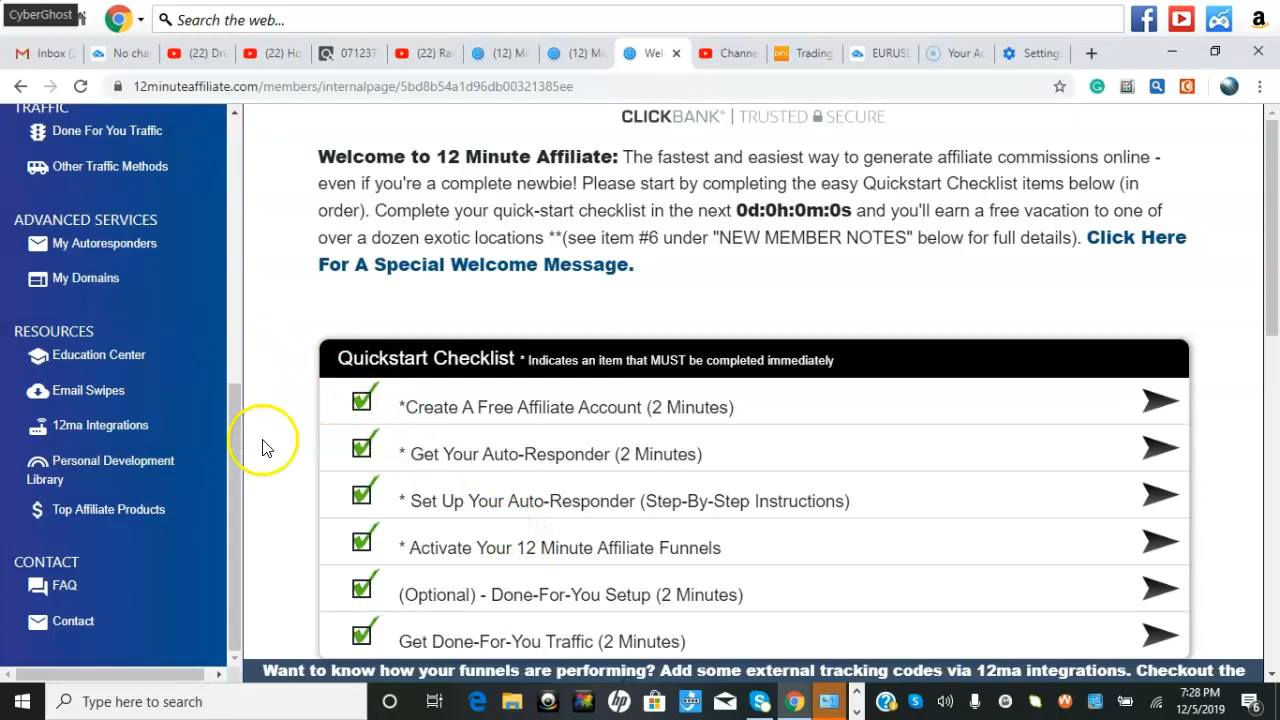 CyberGhost
Search the web...
Inbox (2
No cha
(22) Dr
(22) Ho
071237
(22) Ra
(12) Mi
(12) Mi
Wel
Channe
Trading
EURUS
Your Ac
Setting
12minuteaffiliate.com/members/internalpage/5bd8b54a1d96db00321385ee
TRAFFIC
Done For You Traffic
Other Traffic Methods
ADVANCED SERVICES
My Autoresponders
My Domains
RESOURCES
Education Center
Email Swipes
12ma Integrations
Personal Development
Library
Top Affiliate Products
CONTACT
FAQ
Contact
CLICKBANK® | TRUSTED SECURE
Welcome to 12 Minute Affiliate: The fastest and easiest way to generate affiliate commissions online -
even if you're a complete newbie! Please start by completing the easy Quickstart Checklist items below (in
order). Complete your quick-start checklist in the next 0d:0h:0m:0s and you'll earn a free vacation to one of
over a dozen exotic locations **(see item #6 under "NEW MEMBER NOTES" below for full details). Click Here
For A Special Welcome Message.
Quickstart Checklist * Indicates an item that MUST be completed immediately
*Create A Free Affiliate Account (2 Minutes)
* Get Your Auto-Responder (2 Minutes)
* Set Up Your Auto-Responder (Step-By-Step Instructions)
* Activate Your 12 Minute Affiliate Funnels
(Optional) - Done-For-You Setup (2 Minutes)
Get Done-For-You Traffic (2 Minutes)
Want to know how your funnels are performing? Add some external tracking codes via 12ma integrations. Checkout the
Type here to search
7:28 PM
12/5/2019
6